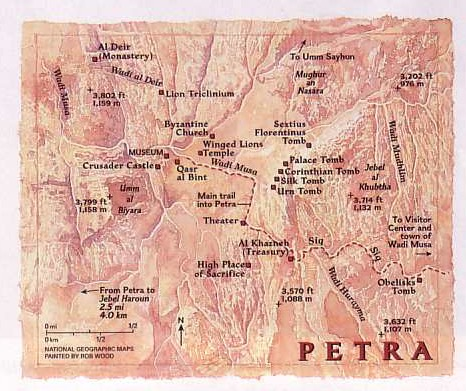 Al Deir
(Monastery)
Wadi al Deir
To Umm Sayhun
Mughur
an
Nasara
3,202 ft
976 m
3,802 ft
1,159 m
Wadi Musa
Lion Triclinium
Byzantine
Church
Sextius
Florentinus
Tomb
Winged Lions
Temple
MUSEUM
Wadi Musa
Crusader Castle
Qasr
al Bint
Palace Tomb
Corinthian Tomb
Silk Tomb
Urn Tomb
Jebel
al
Khubtha
Umm
al
Biyara
3,799 ft
1,158 m
Main trail
into Petra
3,714 ft
1,132 m
Theater
To Visitor
Center and
town of
Wadi Musa
Al Khazneh
(Treasury)
Siq
Siq
High Place
of Sacrifice
Obelisks
Tomb
From Petra to
Jebel Haroun
2.5 mi
4.0 km
3,570 ft
1,088 m
3,632 ft
1,107 m
0 mi 1/2
0 km 1/2
N
NATIONAL GEOGRAPHIC MAPS
PAINTED BY ROB WOOD
PETRA